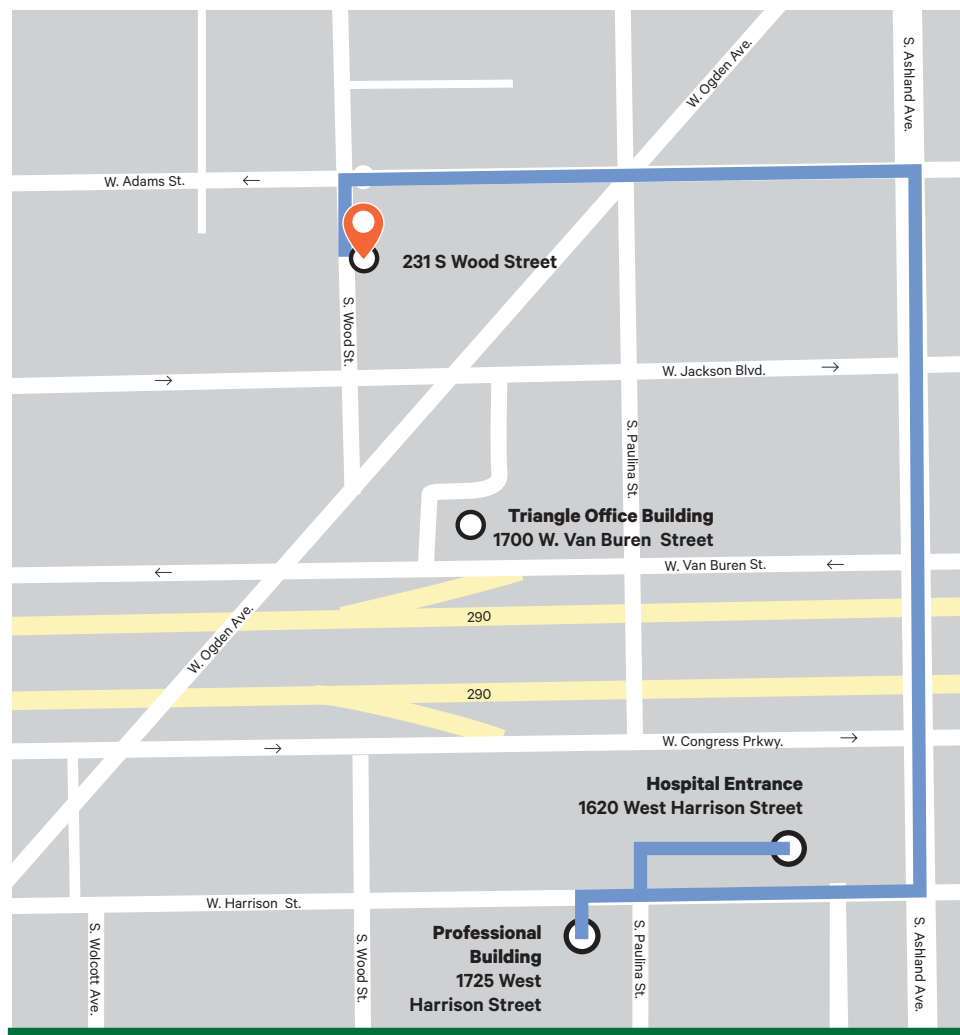 W. Ogden Ave.
S. Ashland Ave.
W. Adams St.
←
231 S Wood Street
S. Wood St.
→
W. Jackson Blvd.
→
S. Paulina St.
Triangle Office Building
1700 W. Van Buren  Street
←
W. Van Buren St.
←
290
W. Ogden Ave.
290
→
W. Congress Prkwy.
→
Hospital Entrance
1620 West Harrison Street
W. Harrison  St.
Professional
Building
1725 West
Harrison Street
S. Wolcott  Ave.
S. Wood St.
S. Paulina St.
S. Ashland Ave.